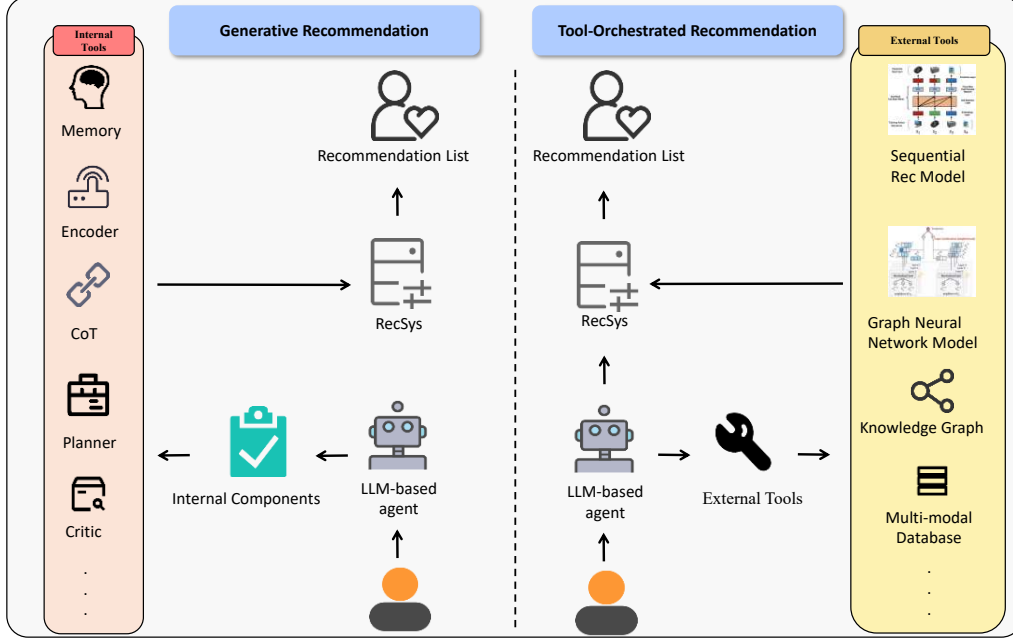 Internal
Tools
Generative Recommendation
Tool-Orchestrated Recommendation
External Tools
Memory
Encoder
CoT
Planner
Critic
.
.
.
Recommendation List
RecSys
Internal Components
LLM-based
agent
Recommendation List
RecSys
LLM-based
agent
External Tools
Sequential
Rec Model
Graph Neural
Network Model
Knowledge Graph
Multi-modal
Database
.
.
.